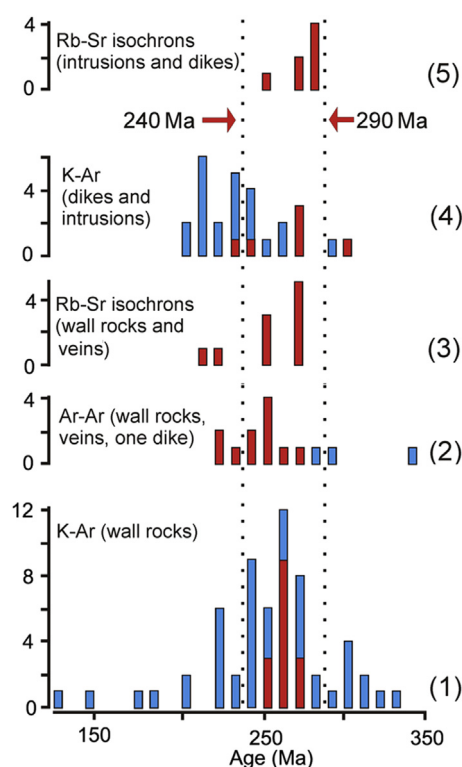 4
Rb-Sr isochrons
(intrusions and dikes)
0
(5)
240 Ma
290 Ma
K-Ar
(dikes and
intrusions)
4
0
(4)
Rb-Sr isochrons
(wall rocks and
veins)
4
0
(3)
4
Ar-Ar (wall rocks,
veins, one dike)
0
(2)
12
K-Ar (wall rocks)
8
4
0
(1)
150
250
350
Age (Ma)